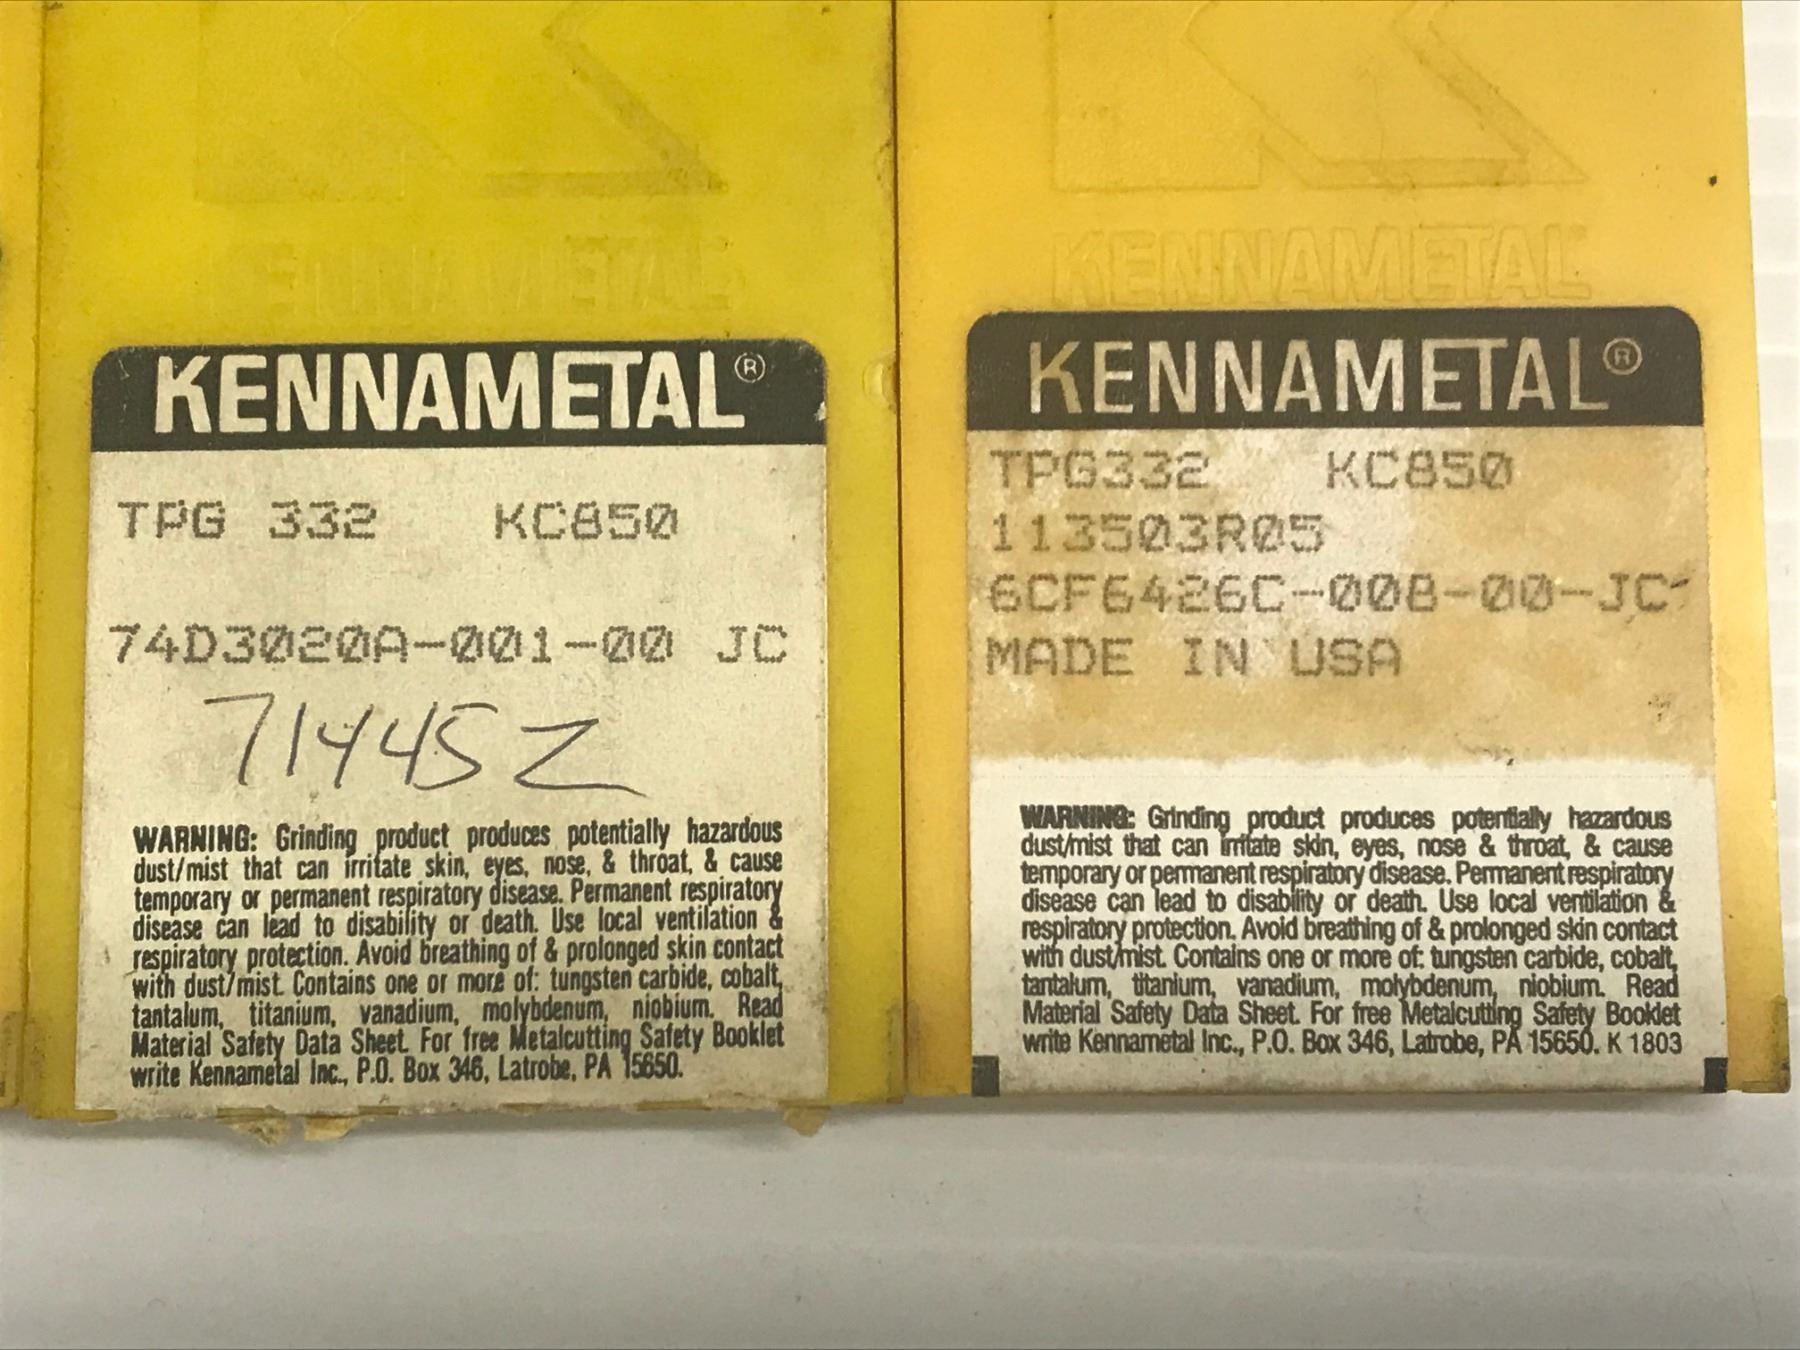 KENNAMETAL
KENNAMETAL®
TPG 332 KC850
74D3020A-001-00 JC
71445Z
WARNING: Grinding product produces potentially hazardous
dust/mist that can irritate skin, eyes, nose, & throat, & cause
temporary or permanent respiratory disease. Permanent respiratory
disease can lead to disability or death. Use local ventilation &
respiratory protection. Avoid breathing of & prolonged skin contact
with dust/mist. Contains one or more of: tungsten carbide, cobalt,
tantalum, titanium, vanadium, molybdenum, niobium. Read
Material Safety Data Sheet. For free Metalcutting Safety Booklet
write Kennametal Inc., P.O. Box 346, Latrobe, PA 15650.
KENNAMETAL
KENNAMETAL®
TPG332 KC850
113503R05
6CF6426C-008-00-JC
MADE IN USA
WARNING: Grinding product produces potentially hazardous
dust/mist that can irritate skin, eyes, nose & throat, & cause
temporary or permanent respiratory disease. Permanent respiratory
disease can lead to disability or death. Use local ventilation &
respiratory protection. Avoid breathing of & prolonged skin contact
with dust/mist. Contains one or more of: tungsten carbide, cobalt,
tantalum, titanium, vanadium, molybdenum, niobium. Read
Material Safety Data Sheet. For free Metalcutting Safety Booklet
write Kennametal Inc., P.O. Box 346, Latrobe, PA 15650. K 1803